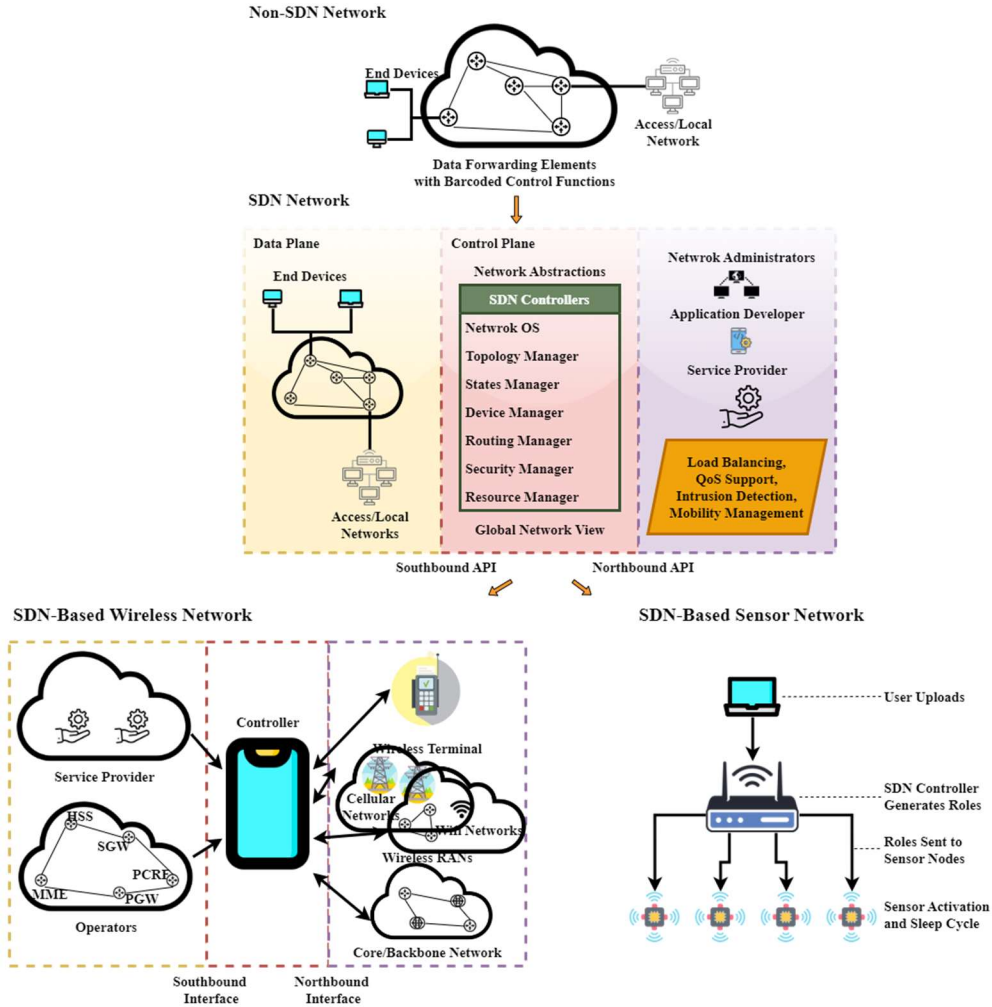 Non-SDN Network
End Devices
Access/Local
Network
Data Forwarding Elements
with Barcoded Control Functions
SDN Network
Data Plane
End Devices
Access/Local
Networks
Control Plane
Network Abstractions
SDN Controllers
Netwrok OS
Topology Manager
States Manager
Device Manager
Routing Manager
Security Manager
Resource Manager
Global Network View
Netwrok Administrators
Application Developer
Service Provider
Load Balancing,
QoS Support,
Intrusion Detection,
Mobility Management
Southbound API
Northbound API
SDN-Based Wireless Network
Service Provider
HSS
SGW
PCRF
MME
PGW
Operators
Controller
Wireless Terminal
Cellular
Networks
Wifi Networks
Wireless RANs
Core/Backbone Network
Southbound
Interface
Northbound
Interface
SDN-Based Sensor Network
User Uploads
SDN Controller
Generates Roles
Roles Sent to
Sensor Nodes
Sensor Activation
and Sleep Cycle